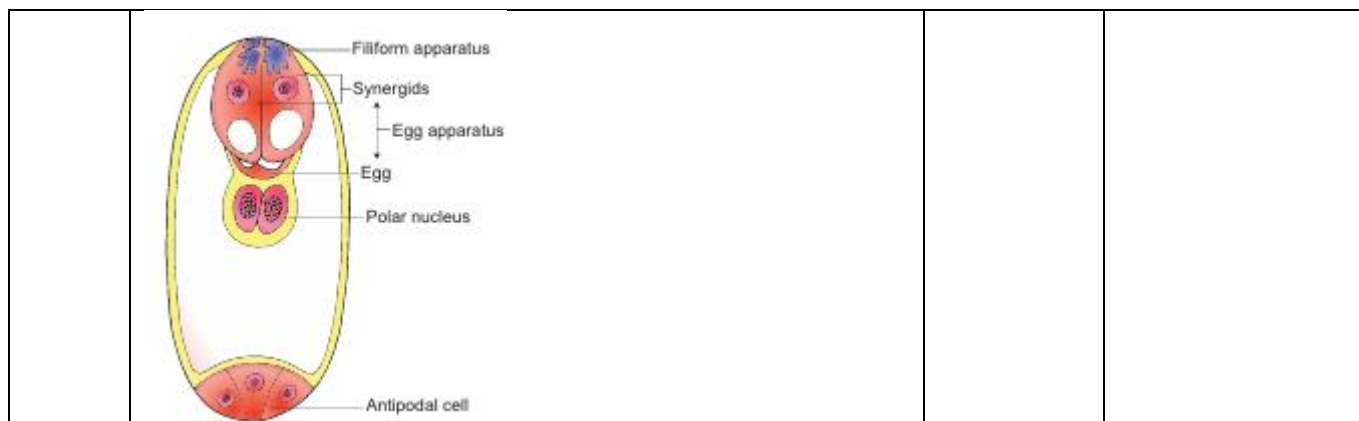 Filiform apparatus
Synergids
Egg apparatus
Egg
Polar nucleus
Antipodal cell